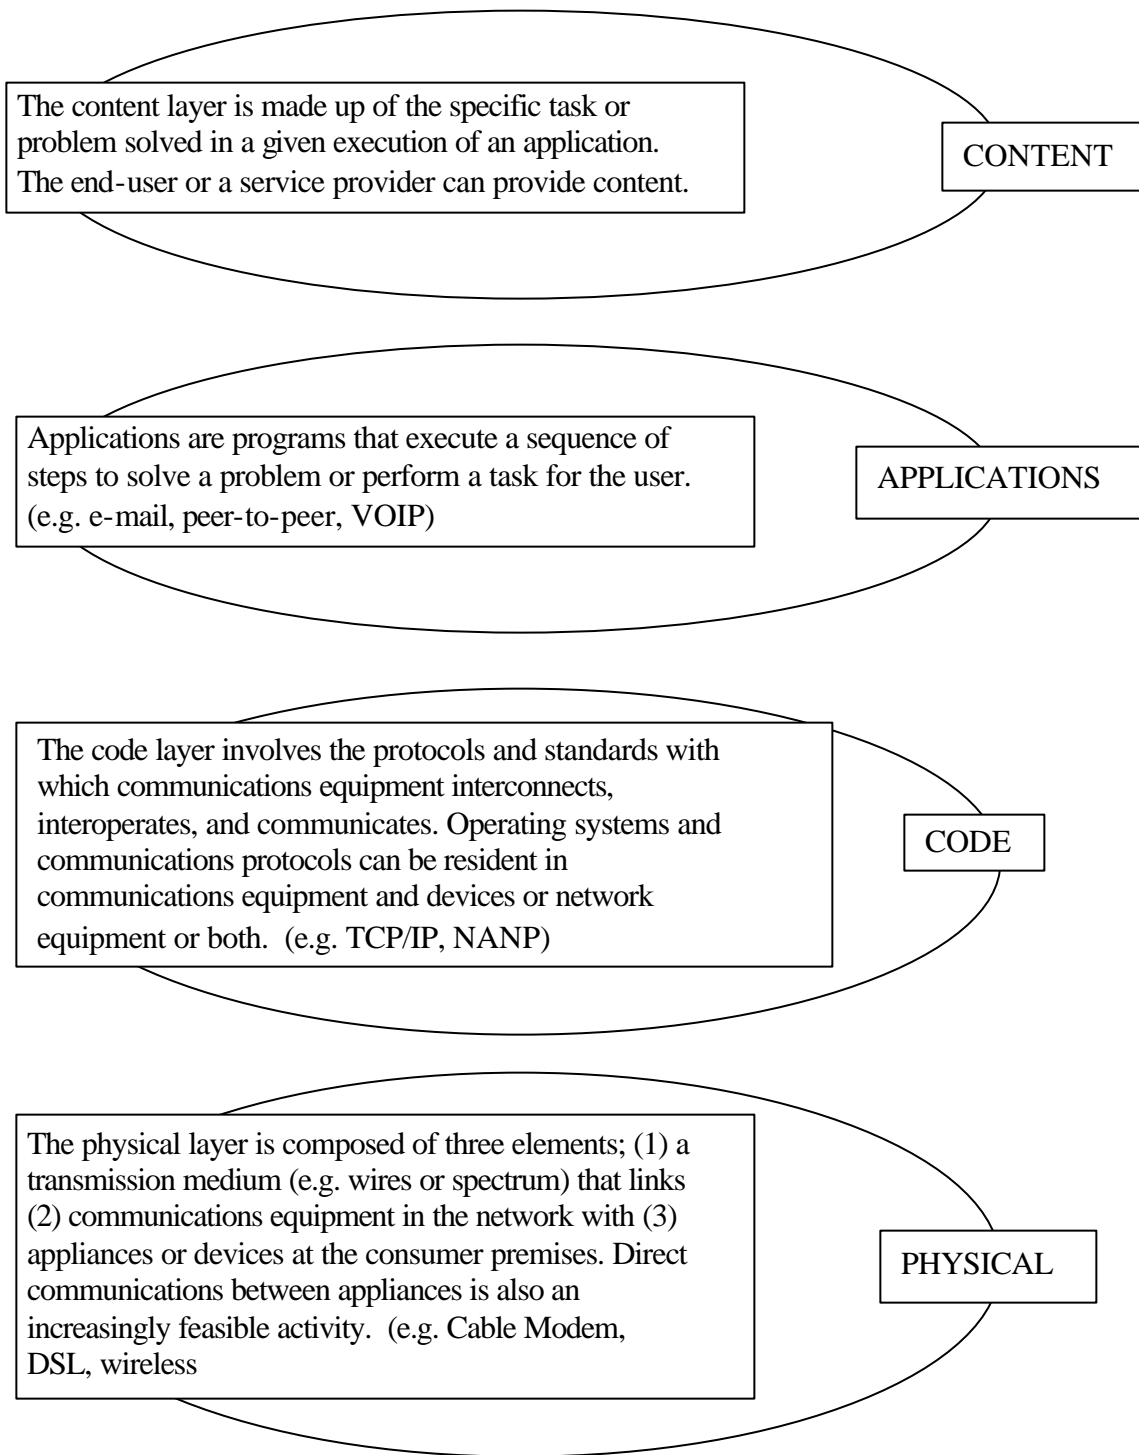 The content layer is made up of the specific task or
problem solved in a given execution of an application.
The end-user or a service provider can provide content.
CONTENT
Applications are programs that execute a sequence of
steps to solve a problem or perform a task for the user.
(e.g. e-mail, peer-to-peer, VOIP)
APPLICATIONS
The code layer involves the protocols and standards with
which communications equipment interconnects,
interoperates, and communicates. Operating systems and
communications protocols can be resident in
communications equipment and devices or network
equipment or both.  (e.g. TCP/IP, NANP)
CODE
The physical layer is composed of three elements; (1) a
transmission medium (e.g. wires or spectrum) that links
(2) communications equipment in the network with (3)
appliances or devices at the consumer premises. Direct
communications between appliances is also an
increasingly feasible activity.  (e.g. Cable Modem,
DSL, wireless
PHYSICAL